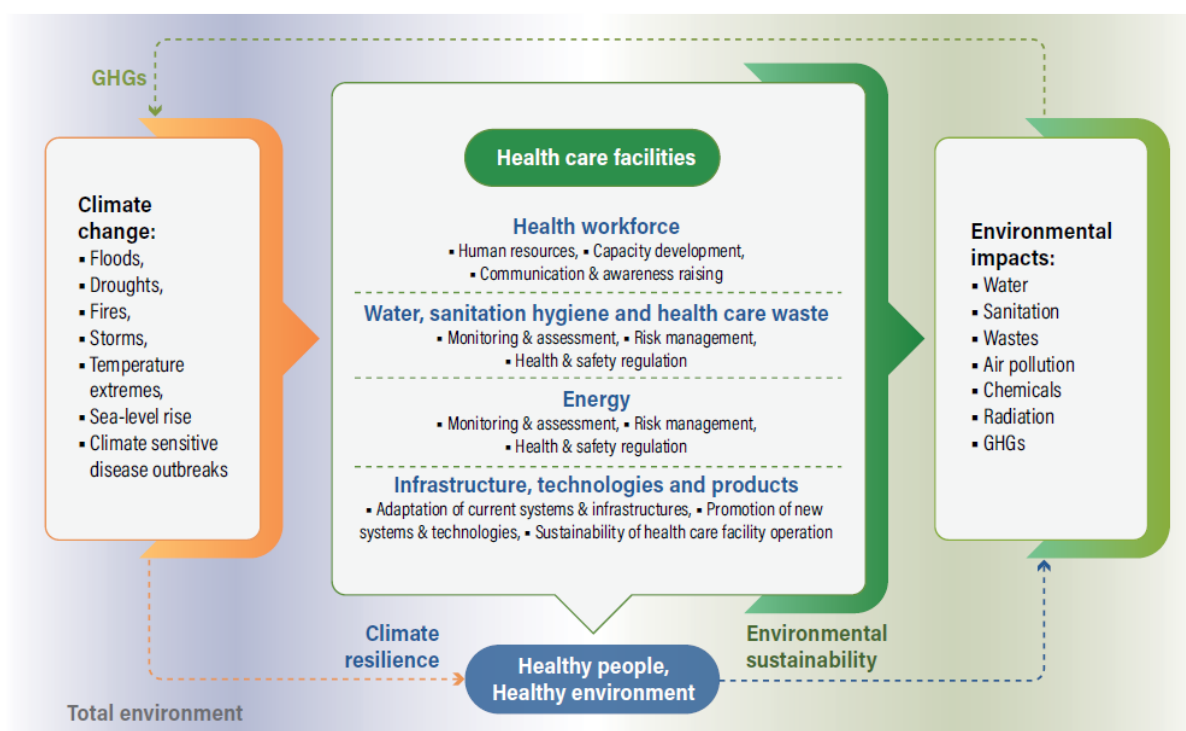 GHGs
Climate
change:
▪ Floods,
▪ Droughts,
▪ Fires,
▪ Storms,
▪ Temperature
extremes,
▪ Sea-level rise
▪ Climate sensitive
disease outbreaks
Health care facilities
Health workforce
▪ Human resources, ▪ Capacity development,
▪ Communication & awareness raising
Water, sanitation hygiene and health care waste
▪ Monitoring & assessment, ▪ Risk management,
▪ Health & safety regulation
Energy
▪ Monitoring & assessment, ▪ Risk management,
▪ Health & safety regulation
Infrastructure, technologies and products
▪ Adaptation of current systems & infrastructures, ▪ Promotion of new
systems & technologies, ▪ Sustainability of health care facility operation
Environmental
impacts:
▪ Water
▪ Sanitation
▪ Wastes
▪ Air pollution
▪ Chemicals
▪ Radiation
▪ GHGs
Climate
resilience
Healthy people,
Healthy environment
Environmental
sustainability
Total environment